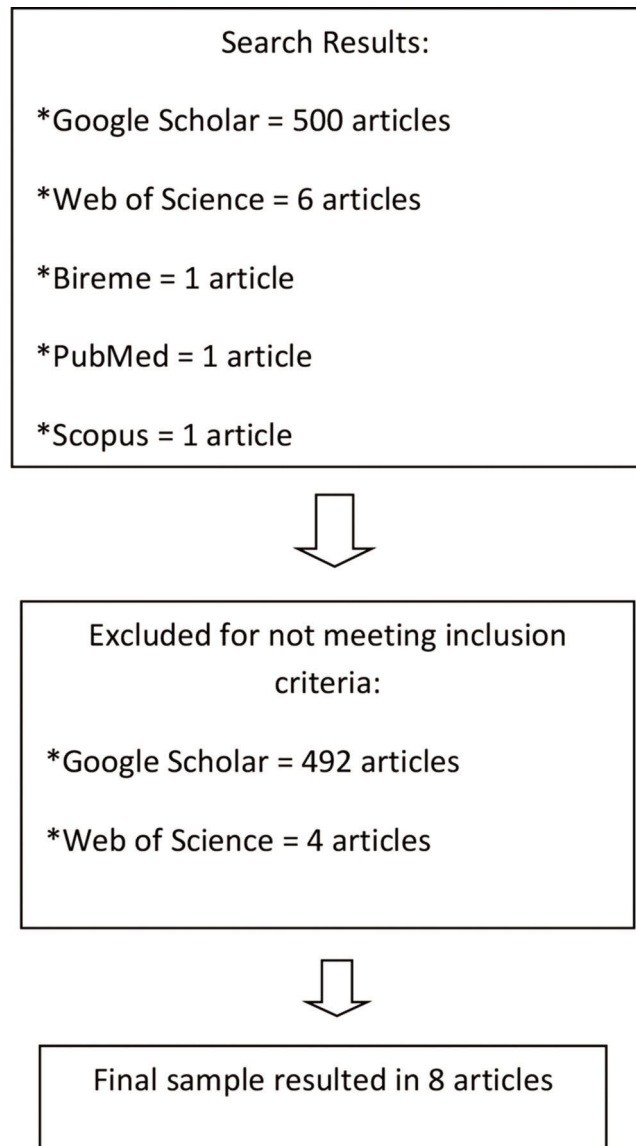 Search Results:
*Google Scholar = 500 articles
*Web of Science = 6 articles
*Bireme = 1 article
*PubMed = 1 article
*Scopus = 1 article
Excluded for not meeting inclusion
criteria:
*Google Scholar = 492 articles
*Web of Science = 4 articles
Final sample resulted in 8 articles